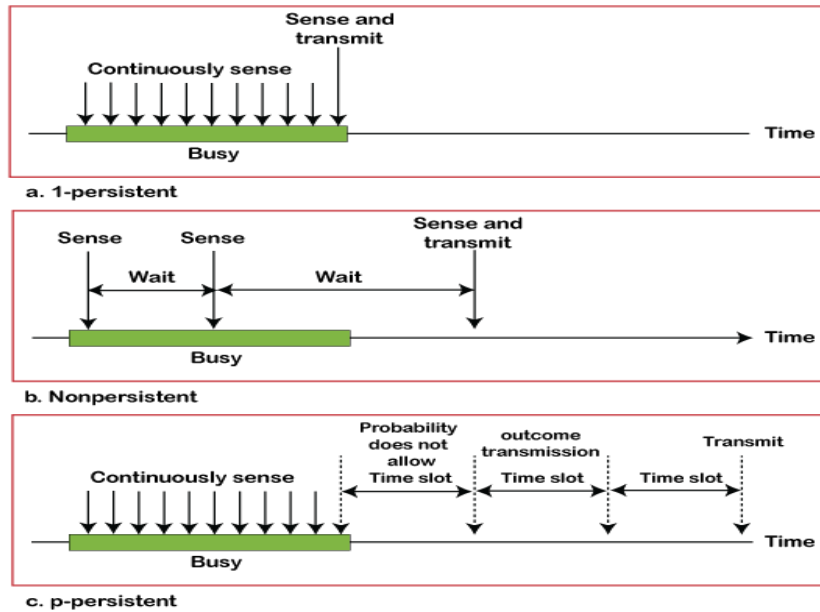 Sense and
transmit
Continuously sense
Time
Busy
a. 1-persistent
Sense Sense Sense and
transmit
Wait Wait
Time
Busy
b. Nonpersistent
Probability
does not
allow
outcome
transmission
Transmit
Continuously sense Time slot Time slot Time slot
Time
Busy
c. p-persistent